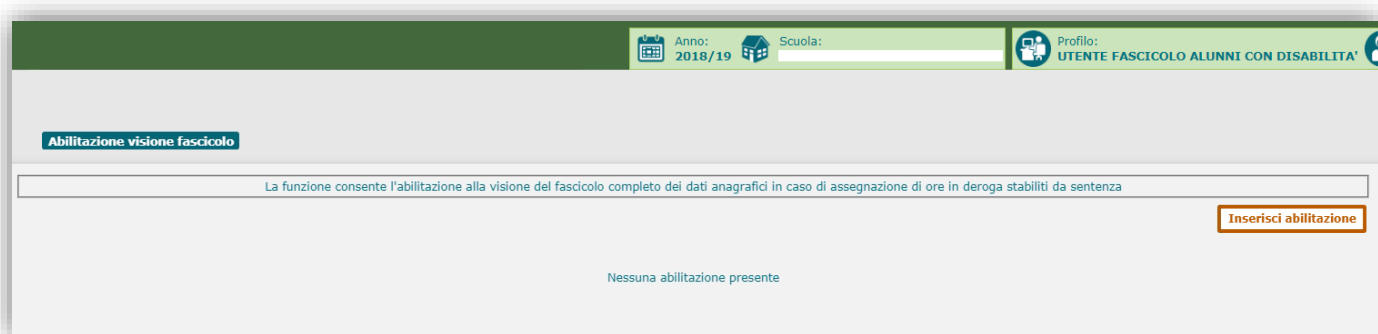 Anno:
2018/19
Scuola:
Profilo:
UTENTE FASCICOLO ALUNNI CON DISABILITA'
Abilitazione visione fascicolo
La funzione consente l'abilitazione alla visione del fascicolo completo dei dati anagrafici in caso di assegnazione di ore in deroga stabiliti da sentenza
Inserisci abilitazione
Nessuna abilitazione presente